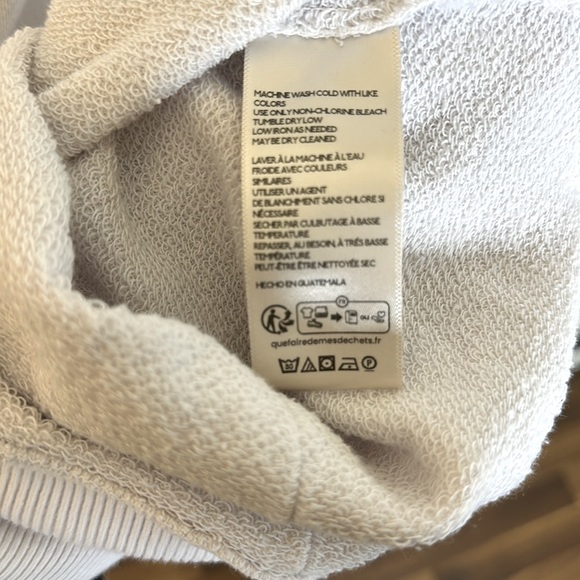 MACHINE WASH COLD WITH LIKE
COLORS
USE ONLY NON-CHLORINE BLEACH
TUMBLE DRY LOW
LOW IRON AS NEEDED
MAY BE DRY CLEANED
LAVER À LA MACHINE À L'EAU
FROIDE AVEC COULEURS
SIMILAIRES
UTILISER UN AGENT
DE BLANCHIMENT SANS CHLORE SI
NÉCESSAIRE
SECHER PAR CULBUTAGE À BASSE
TEMPERATURE
REPASSER, AU BESOIN, À TRÈS BASSE
TEMPÉRATURE
PEUT-ÊTRE ÊTRE NETTOYÉE SEC
HECHO EN GUATEMALA
FR
OU
quefairedemesdechets.fr
30
P